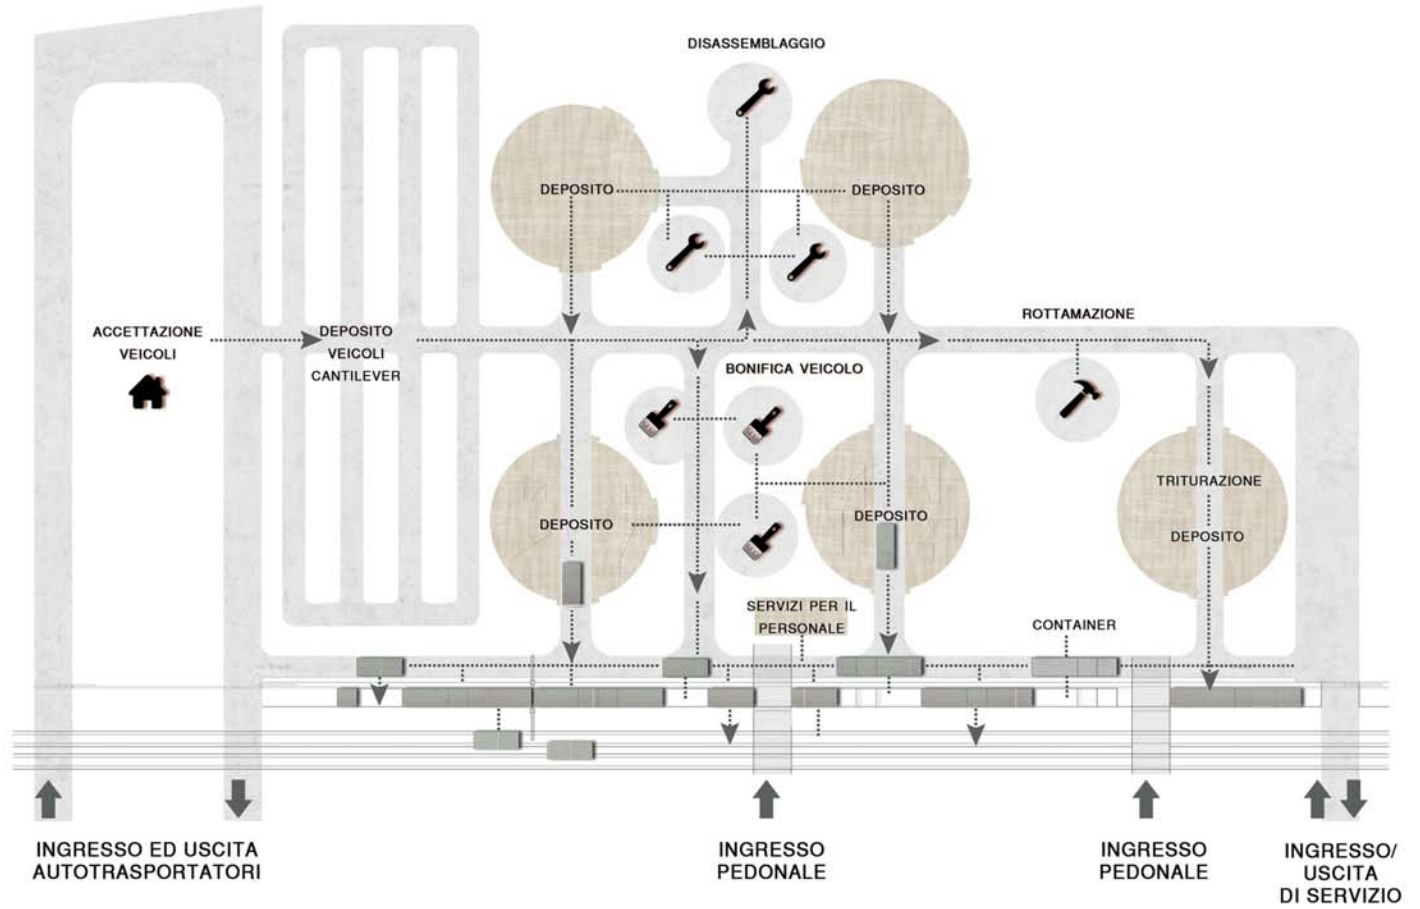 DISASSEMBLAGGIO
DEPOSITO
DEPOSITO
ROTTAMAZIONE
ACCETTAZIONE
VEICOLI
DEPOSITO
VEICOLI
CANTILEVER
BONIFICA VEICOLO
TRITURAZIONE
DEPOSITO
DEPOSITO
DEPOSITO
SERVIZI PER IL
PERSONALE
CONTAINER
INGRESSO ED USCITA
AUTOTRASPORTATORI
INGRESSO
PEDONALE
INGRESSO
PEDONALE
INGRESSO/
USCITA
DI SERVIZIO